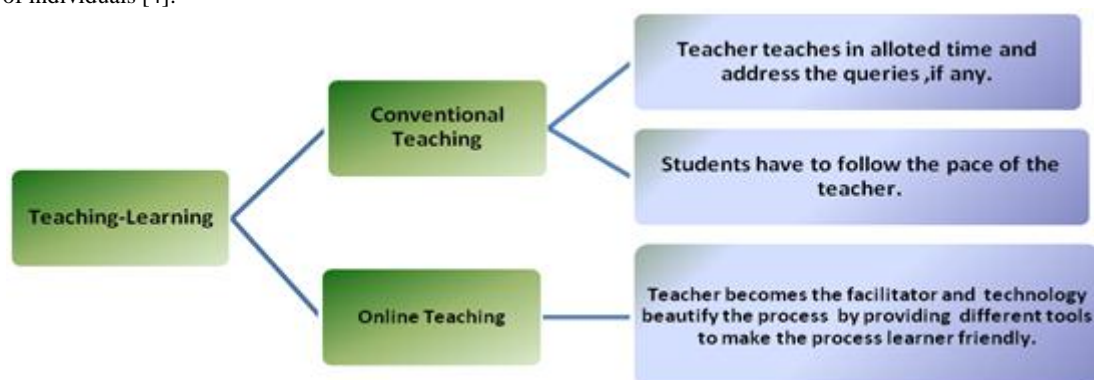 of individuals [4].
Teacher teaches in alloted time and
address the queries ,if any.
Conventional
Teaching
Students have to follow the pace of the
teacher.
Teaching-Learning
Online Teaching
Teacher becomes the facilitator and technology
beautify the process by providing different tools
to make the process learner friendly.